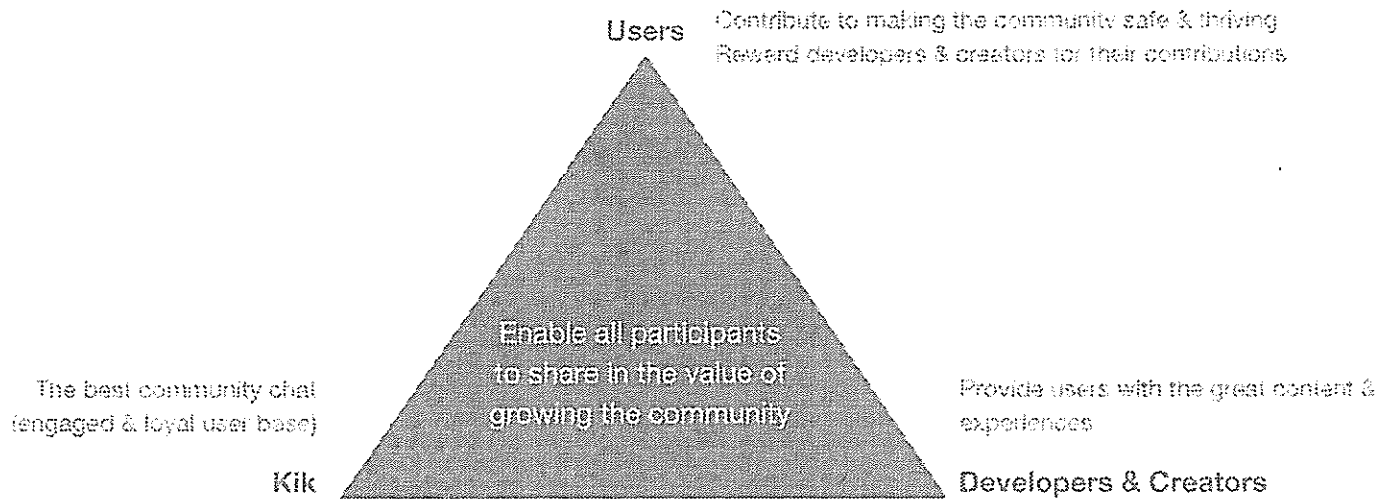 Users
Contribute to making the community safe & thriving
Reward developers & creators for their contributions
Enable all participants
to share in the value of
growing the community
The best community chat
(engaged & loyal user base)
Kik
Provide users with the great content &
experiences
Developers & Creators